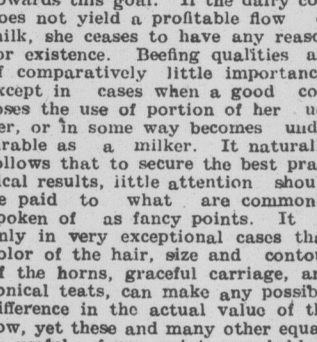 towards this goal. If the dairy co
oes not yield a profitable flow
nilk, she ceases to have any reaso
or existence. Beefing qualities a
f comparatively little importanc
xcept in cases when a good co
oses the use of portion of her u
er, or in some way becomes und
rable as a milker. It natural
ollows that to secure the best pra
ical results, little attention shou
e paid to what are common
poken of as fancy points. It
nly in very exceptional cases tha
olor of the hair, size and conto
f the horns, graceful carriage, an
onical teats, can make any possib
ifference in the actual value of th
ow, yet these and many other equa